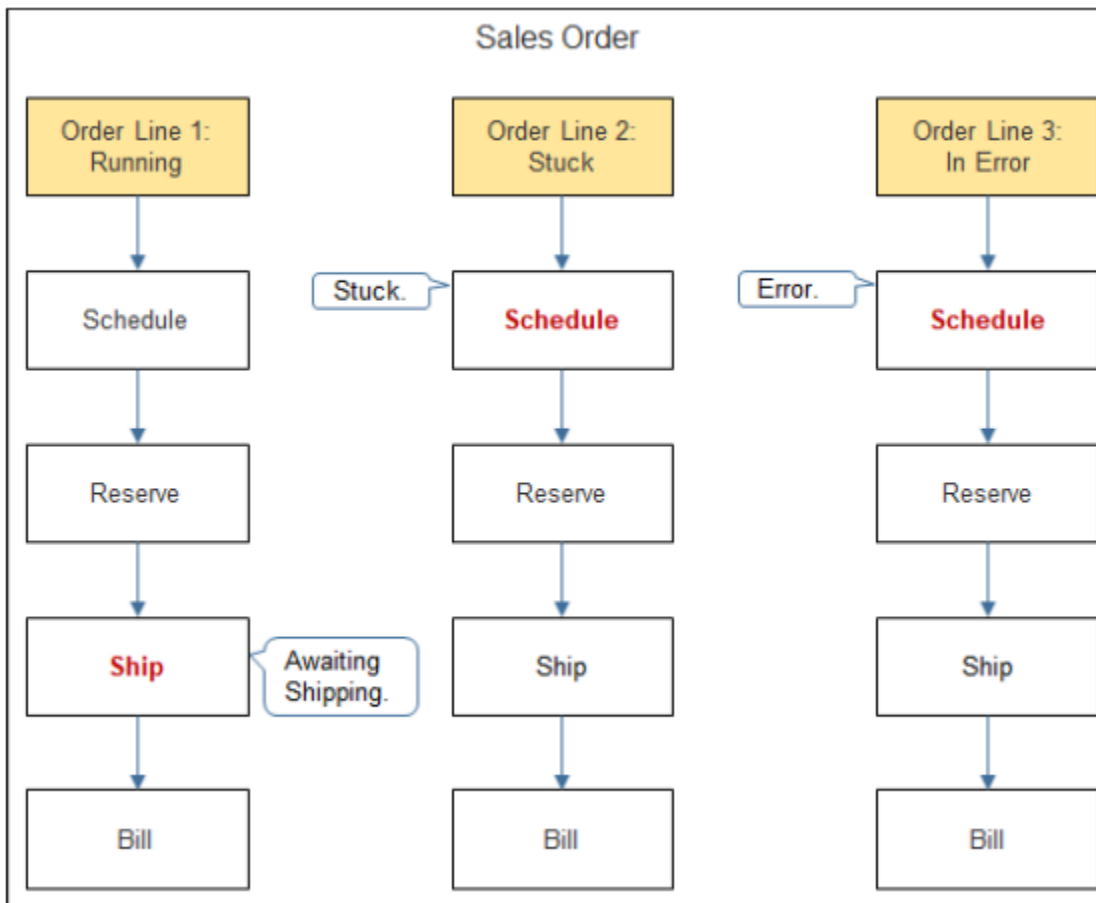 Sales Order
Order Line 1:
Running
Order Line 2:
Stuck
Order Line 3:
In Error
Schedule
Stuck.
Schedule
Error.
Schedule
Reserve
Reserve
Reserve
Ship
Awaiting
Shipping.
Ship
Ship
Bill
Bill
Bill